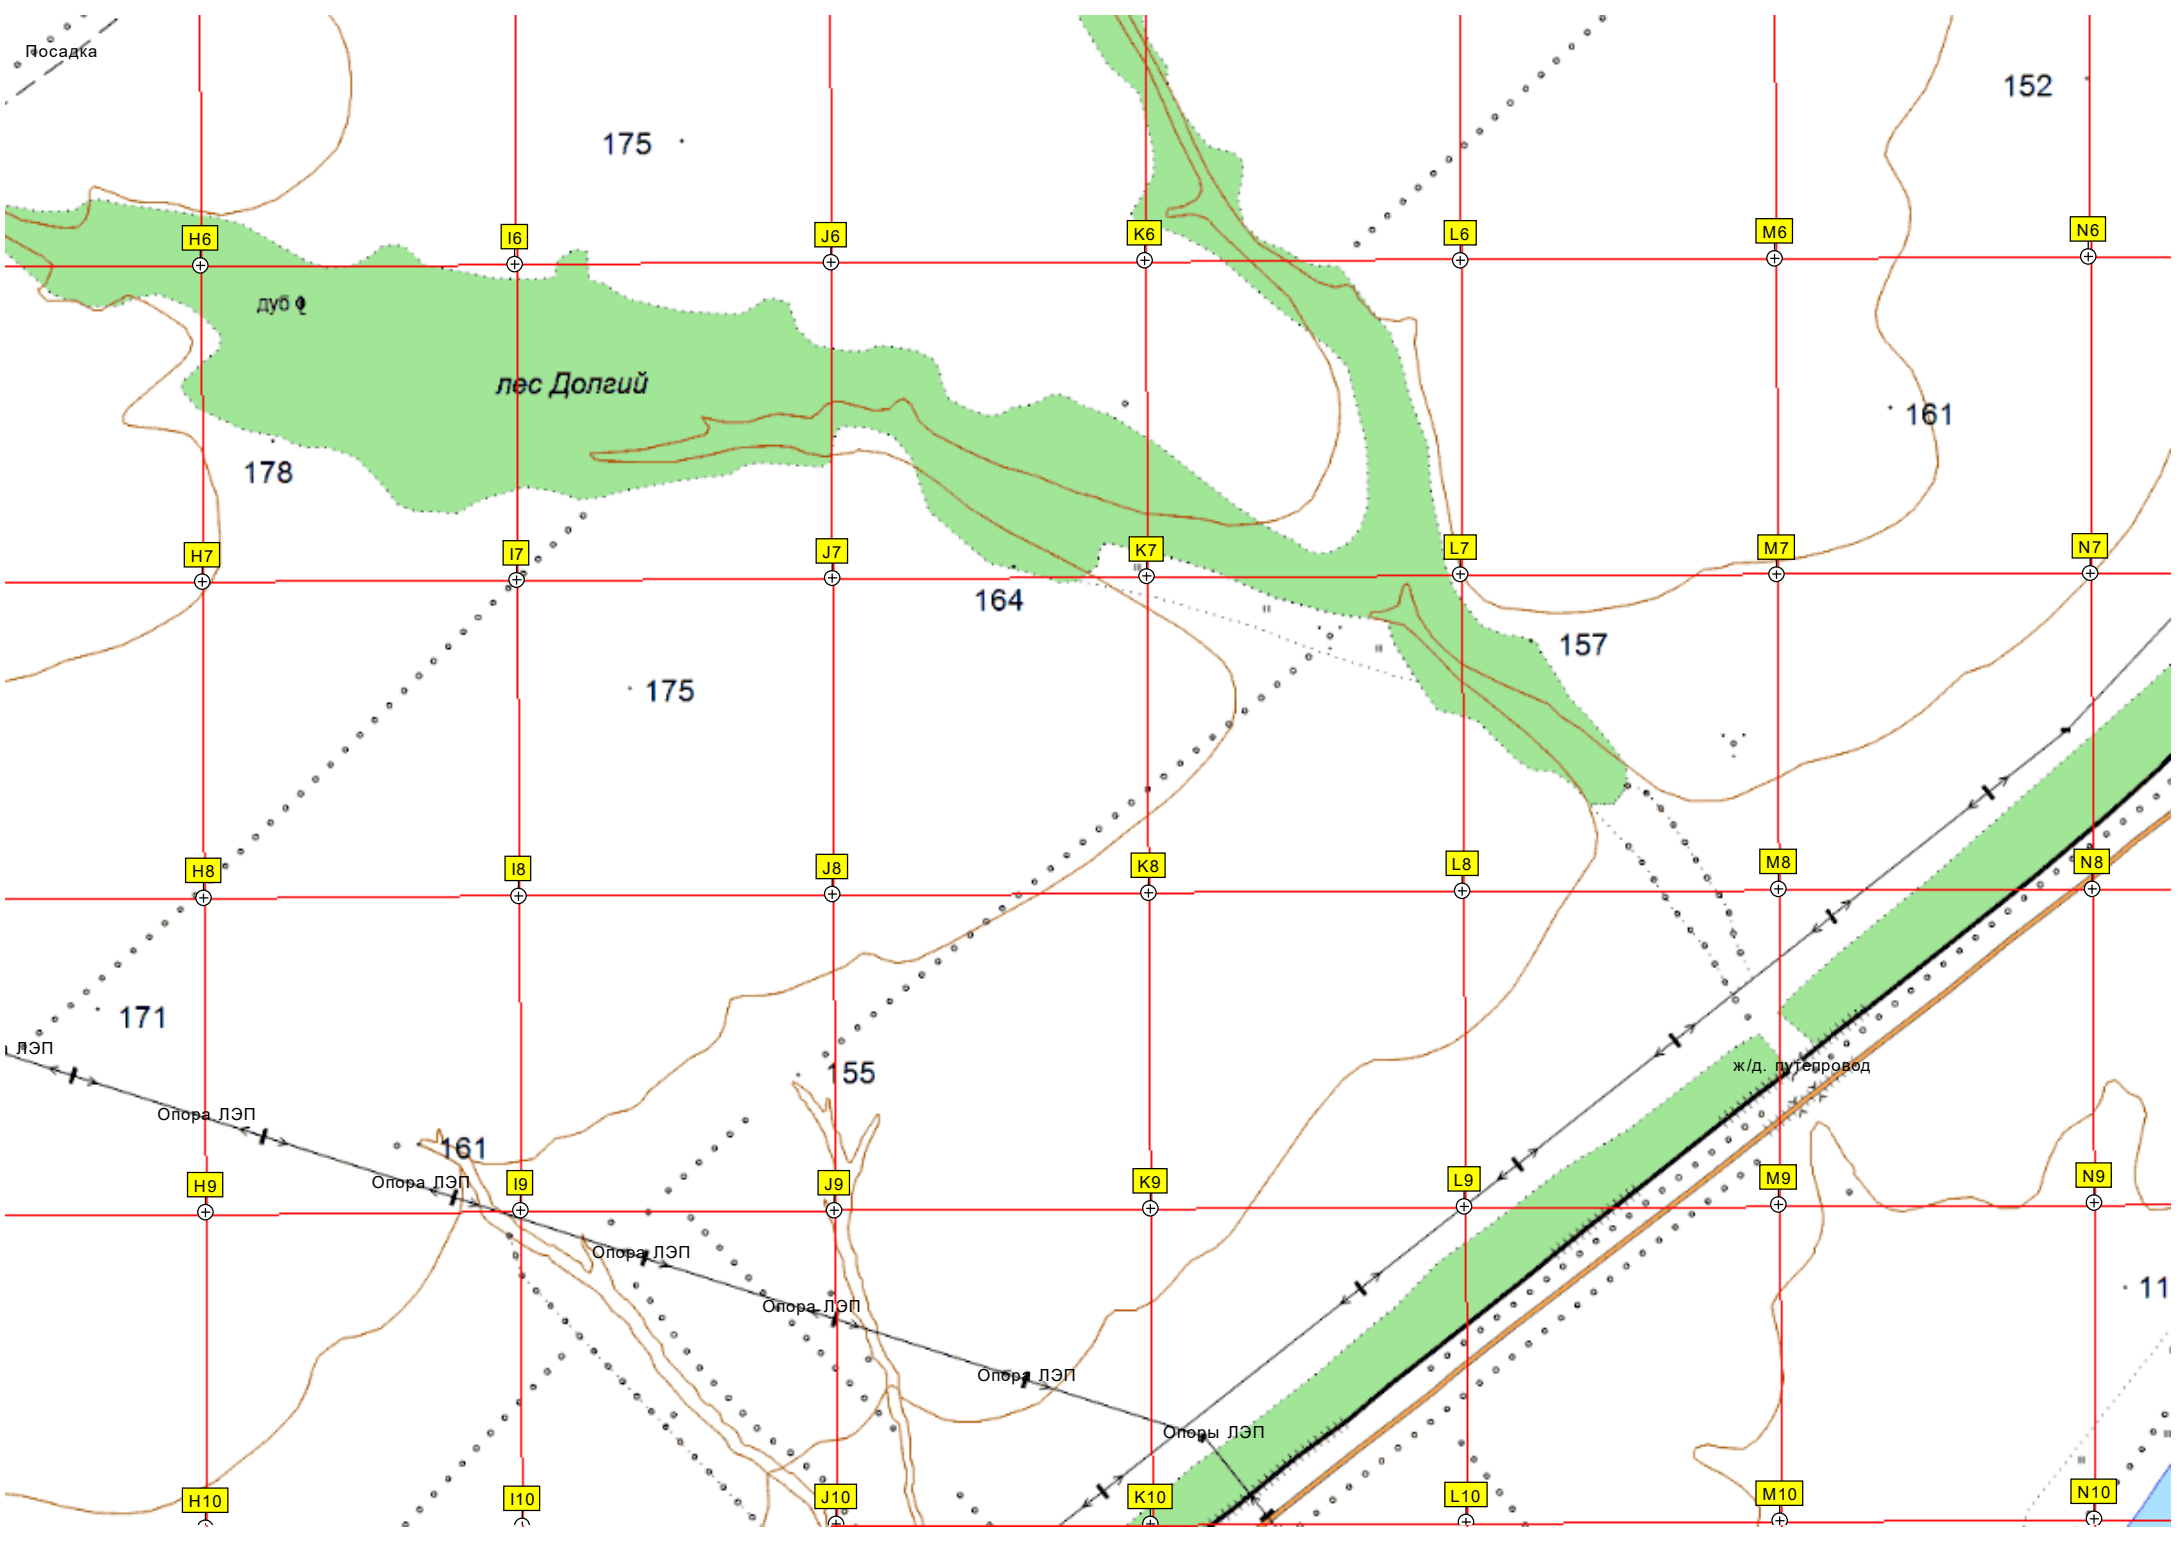 Посадка
152
175
H6
I6
J6
K6
L6
M6
N6
дуб
лес Долгий
161
178
H7
I7
J7
K7
L7
M7
N7
164
157
175
H8
I8
J8
K8
L8
M8
N8
171
ЛЭП
155
ж/д. путепровод
Опора ЛЭП
161
Опора ЛЭП
H9
I9
J9
K9
L9
M9
N9
Опора ЛЭП
11
Опора ЛЭП
Опора ЛЭП
Опоры ЛЭП
H10
I10
J10
K10
L10
M10
N10